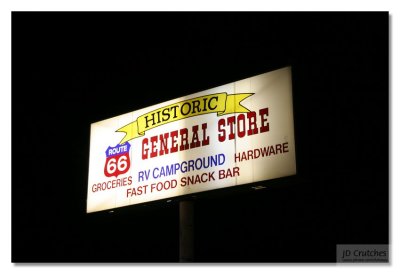 HISTORIC
GENERAL STORE
ROUTE
66
RV CAMPGROUND
HARDWARE
GROCERIES
FAST FOOD SNACK BAR
JD Crutches